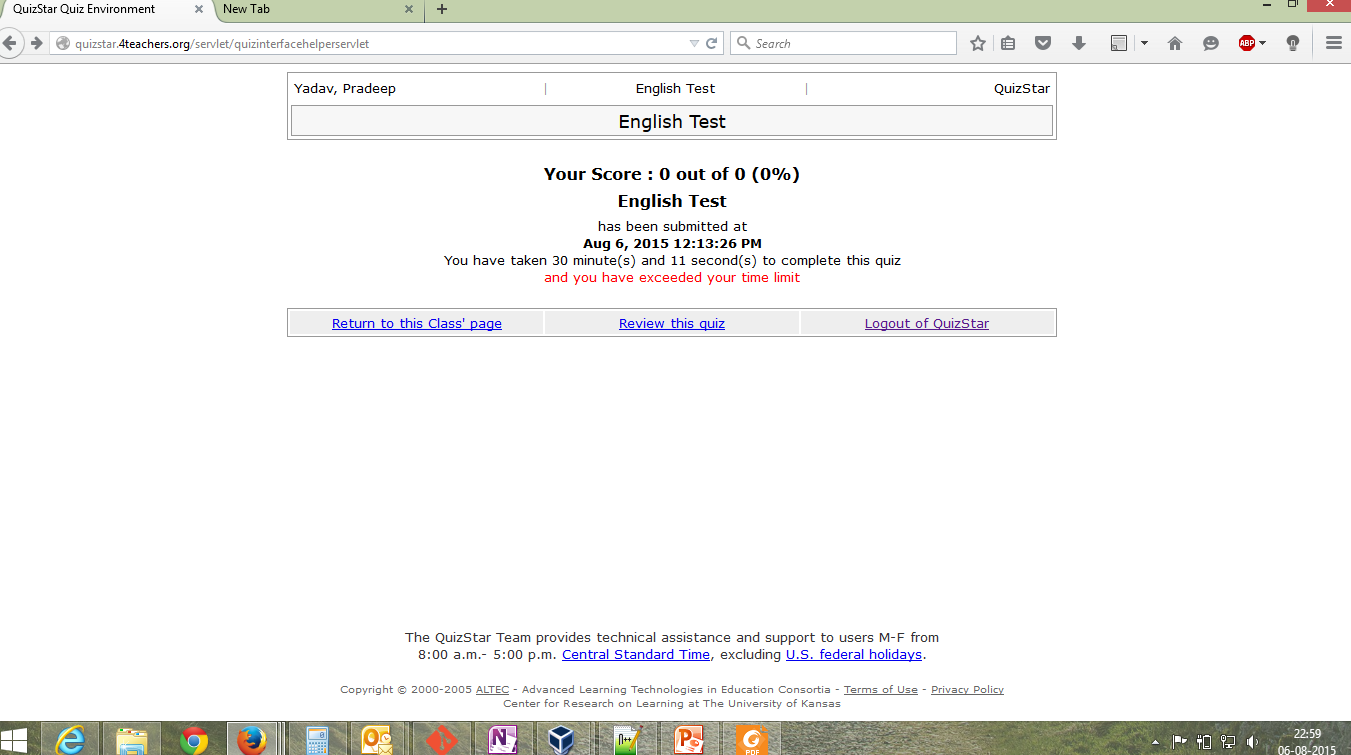 QuizStar Quiz Environment
New Tab
quizstar.4teachers.org/servlet/quizinterfacehelperservlet
Search
ABP
Yadav, Pradeep | English Test | QuizStar
English Test
Your Score : 0 out of 0 (0%)
English Test
has been submitted at
Aug 6, 2015 12:13:26 PM
You have taken 30 minute(s) and 11 second(s) to complete this quiz
and you have exceeded your time limit
Return to this Class' page
Review this quiz
Logout of QuizStar
The QuizStar Team provides technical assistance and support to users M-F from
8:00 a.m.- 5:00 p.m. Central Standard Time, excluding U.S. federal holidays.
Copyright © 2000-2005 ALTEC - Advanced Learning Technologies in Education Consortia - Terms of Use - Privacy Policy
Center for Research on Learning at The University of Kansas
PDF
22:59
06-08-2015